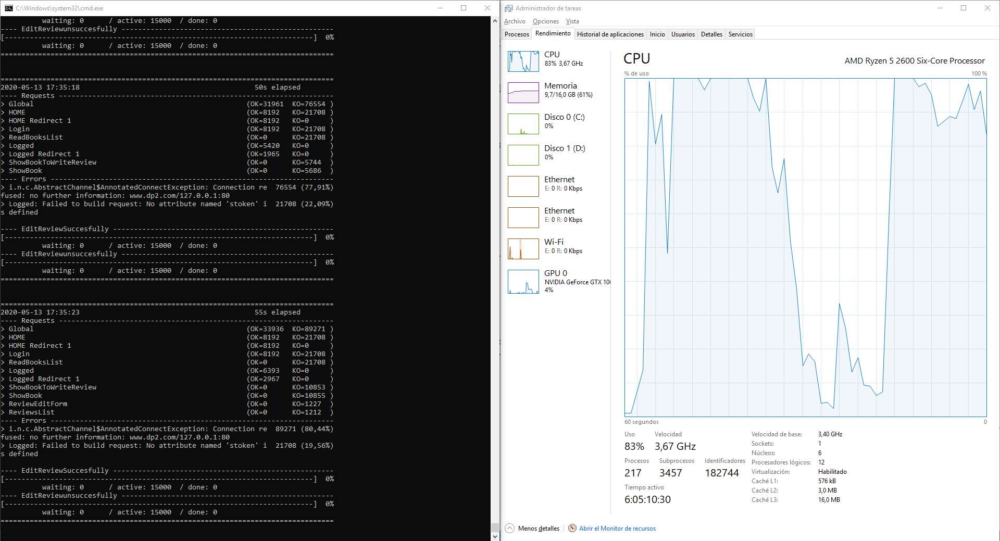 C:\Windows\system32\cmd.exe
waiting: 0      / active: 15000  / done: 0
---- EditReviewunsuccesfully ---------------------------------------------------
[--------------------------------------------------------------------------]  0%
waiting: 0      / active: 15000  / done: 0
================================================================================
================================================================================
2020-05-13 17:35:18                                          50s elapsed
---- Requests ------------------------------------------------------------------
> Global                                                   (OK=31961  KO=76554 )
> HOME                                                     (OK=8192   KO=21708 )
> HOME Redirect 1                                          (OK=8192   KO=0     )
> Login                                                    (OK=8192   KO=21708 )
> ReadBooksList                                            (OK=0      KO=21708 )
> Logged                                                   (OK=5420   KO=0     )
> Logged Redirect 1                                        (OK=1965   KO=0     )
> ShowBookToWriteReview                                    (OK=0      KO=5744  )
> ShowBook                                                 (OK=0      KO=5686  )
---- Errors --------------------------------------------------------------------
> i.n.c.AbstractChannel$AnnotatedConnectException: Connection re  76554 (77,91%)
fused: no further information: www.dp2.com/127.0.0.1:80
> Logged: Failed to build request: No attribute named 'stoken' i  21708 (22,09%)
s defined
---- EditReviewSuccesfully -----------------------------------------------------
[--------------------------------------------------------------------------]  0%
waiting: 0      / active: 15000  / done: 0
---- EditReviewunsuccesfully ---------------------------------------------------
[--------------------------------------------------------------------------]  0%
waiting: 0      / active: 15000  / done: 0
================================================================================
================================================================================
2020-05-13 17:35:23                                          55s elapsed
---- Requests ------------------------------------------------------------------
> Global                                                   (OK=33936  KO=89271 )
> HOME                                                     (OK=8192   KO=21708 )
> HOME Redirect 1                                          (OK=8192   KO=0     )
> Login                                                    (OK=8192   KO=21708 )
> ReadBooksList                                            (OK=0      KO=21708 )
> Logged                                                   (OK=6393   KO=0     )
> Logged Redirect 1                                        (OK=2967   KO=0     )
> ShowBookToWriteReview                                    (OK=0      KO=10853 )
> ShowBook                                                 (OK=0      KO=10855 )
> ReviewEditForm                                           (OK=0      KO=1227  )
> ReviewsList                                              (OK=0      KO=1212  )
---- Errors --------------------------------------------------------------------
> i.n.c.AbstractChannel$AnnotatedConnectException: Connection re  89271 (80,44%)
fused: no further information: www.dp2.com/127.0.0.1:80
> Logged: Failed to build request: No attribute named 'stoken' i  21708 (19,56%)
s defined
---- EditReviewSuccesfully -----------------------------------------------------
[--------------------------------------------------------------------------]  0%
waiting: 0      / active: 15000  / done: 0
---- EditReviewunsuccesfully ---------------------------------------------------
[--------------------------------------------------------------------------]  0%
waiting: 0      / active: 15000  / done: 0
================================================================================
Administrador de tareas
Archivo Opciones Vista
Procesos Rendimiento Historial de aplicaciones Inicio Usuarios Detalles Servicios
CPU
83% 3,67 GHz
Memoria
9,7/16,0 GB (61%)
Disco 0 (C:)
0%
Disco 1 (D:)
0%
Ethernet
E: 0 R: 0 Kbps
Ethernet
E: 0 R: 0 Kbps
Wi-Fi
E: 0 R: 0 Kbps
GPU 0
NVIDIA GeForce GTX
4%
CPU AMD Ryzen 5 2600 Six-Core Processor
% de uso 100 %
60 segundos 0
Uso Velocidad
83% 3,67 GHz
Procesos Subprocesos Identificadores
217 3457 182744
Tiempo activo
6:05:10:30
Velocidad de base: 3,40 GHz
Sockets: 1
Núcleos: 6
Procesadores lógicos: 12
Virtualización: Habilitado
Caché L1: 576 kB
Caché L2: 3,0 MB
Caché L3: 16,0 MB
Menos detalles Abrir el Monitor de recursos